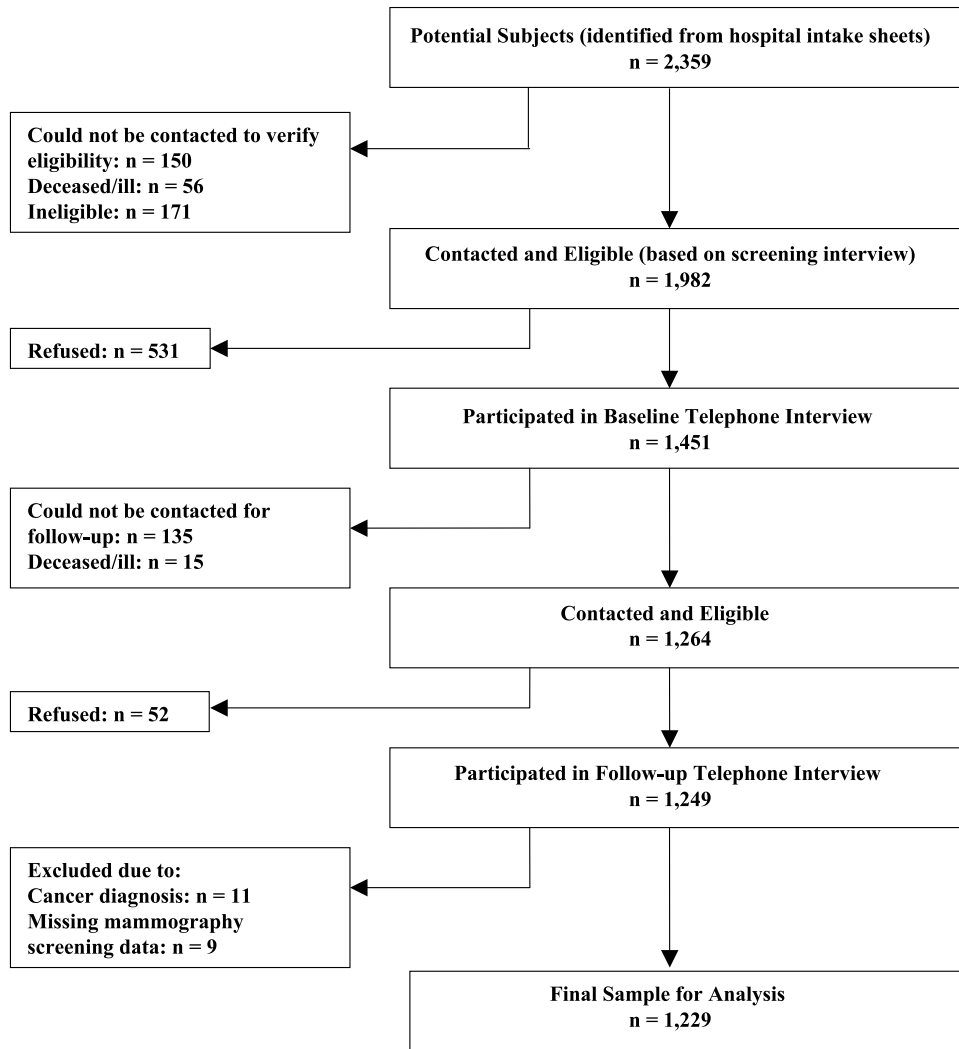 Potential Subjects (identified from hospital intake sheets)
n = 2,359
Could not be contacted to verify
eligibility: n = 150
Deceased/ill: n = 56
Ineligible: n = 171
Contacted and Eligible (based on screening interview)
n = 1,982
Refused: n = 531
Participated in Baseline Telephone Interview
n = 1,451
Could not be contacted for
follow-up: n = 135
Deceased/ill: n = 15
Contacted and Eligible
n = 1,264
Refused: n = 52
Participated in Follow-up Telephone Interview
n = 1,249
Excluded due to:
Cancer diagnosis: n = 11
Missing mammography
screening data: n = 9
Final Sample for Analysis
n = 1,229